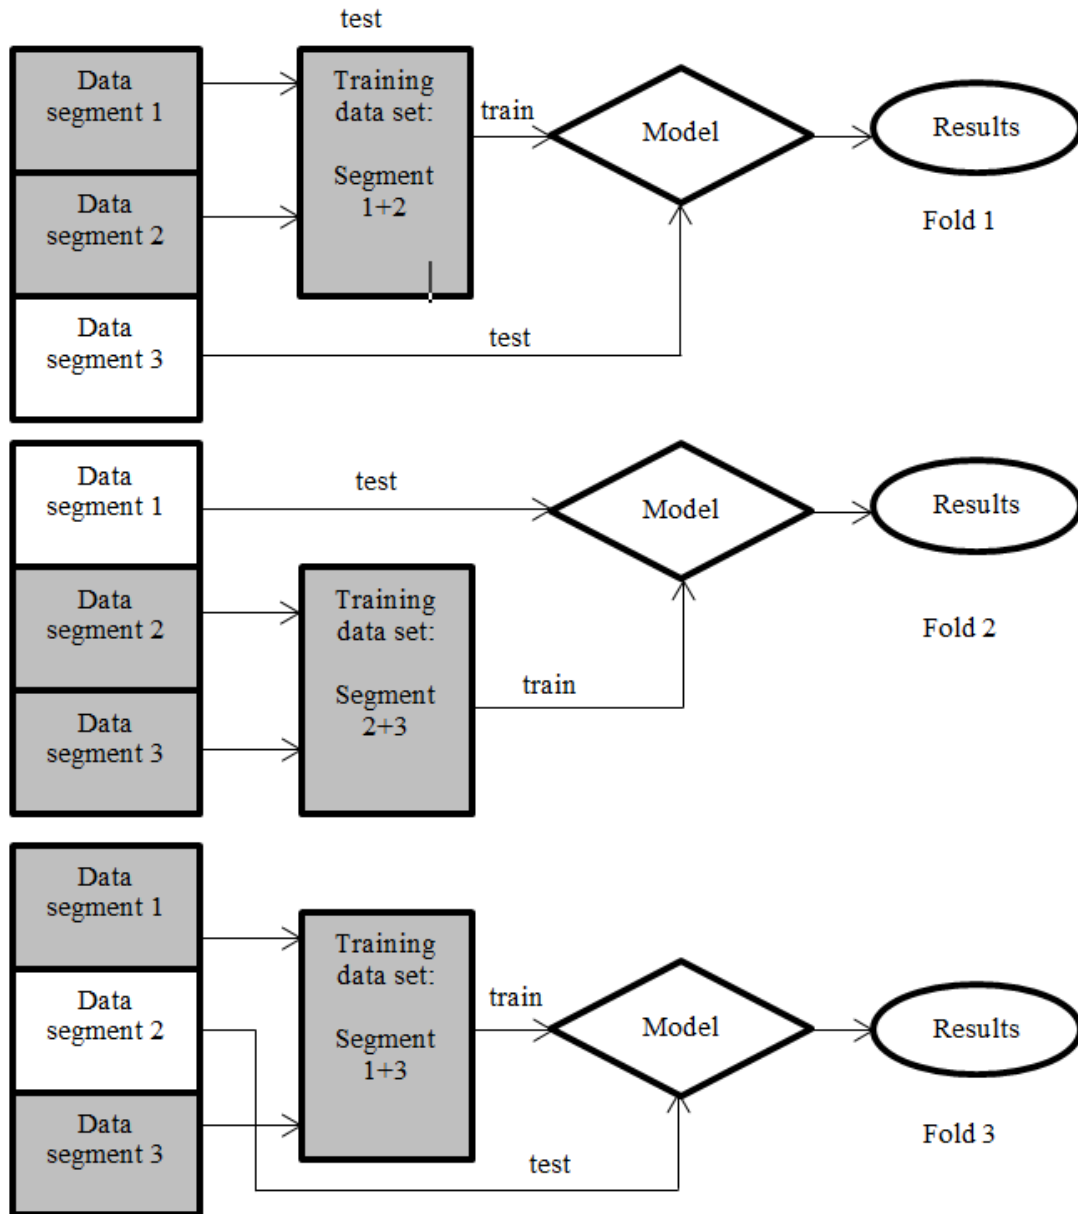 test
Data
segment 1
Data
segment 2
Data
segment 3
Training
data set:
Segment
1+2
train
Model
Results
test
Fold 1
Data
segment 1
Data
segment 2
Data
segment 3
test
Training
data set:
Segment
2+3
train
Model
Results
Fold 2
Data
segment 1
Data
segment 2
Data
segment 3
Training
data set:
Segment
1+3
train
Model
Results
test
Fold 3